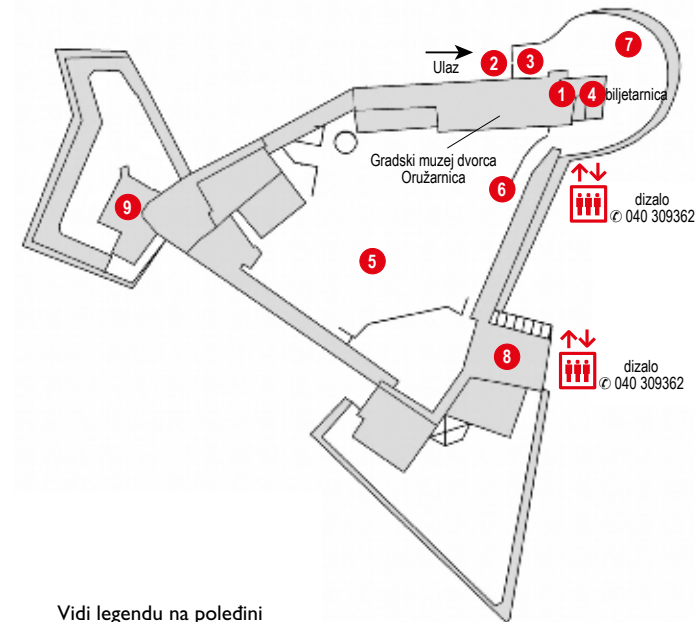 7
2
3
Ulaz
1
4
biljetarnica
Gradski muzej dvorca
Oružarnica
6
dizalo
✆ 040 309362
9
5
8
dizalo
✆ 040 309362
Vidi legendu na poleđini